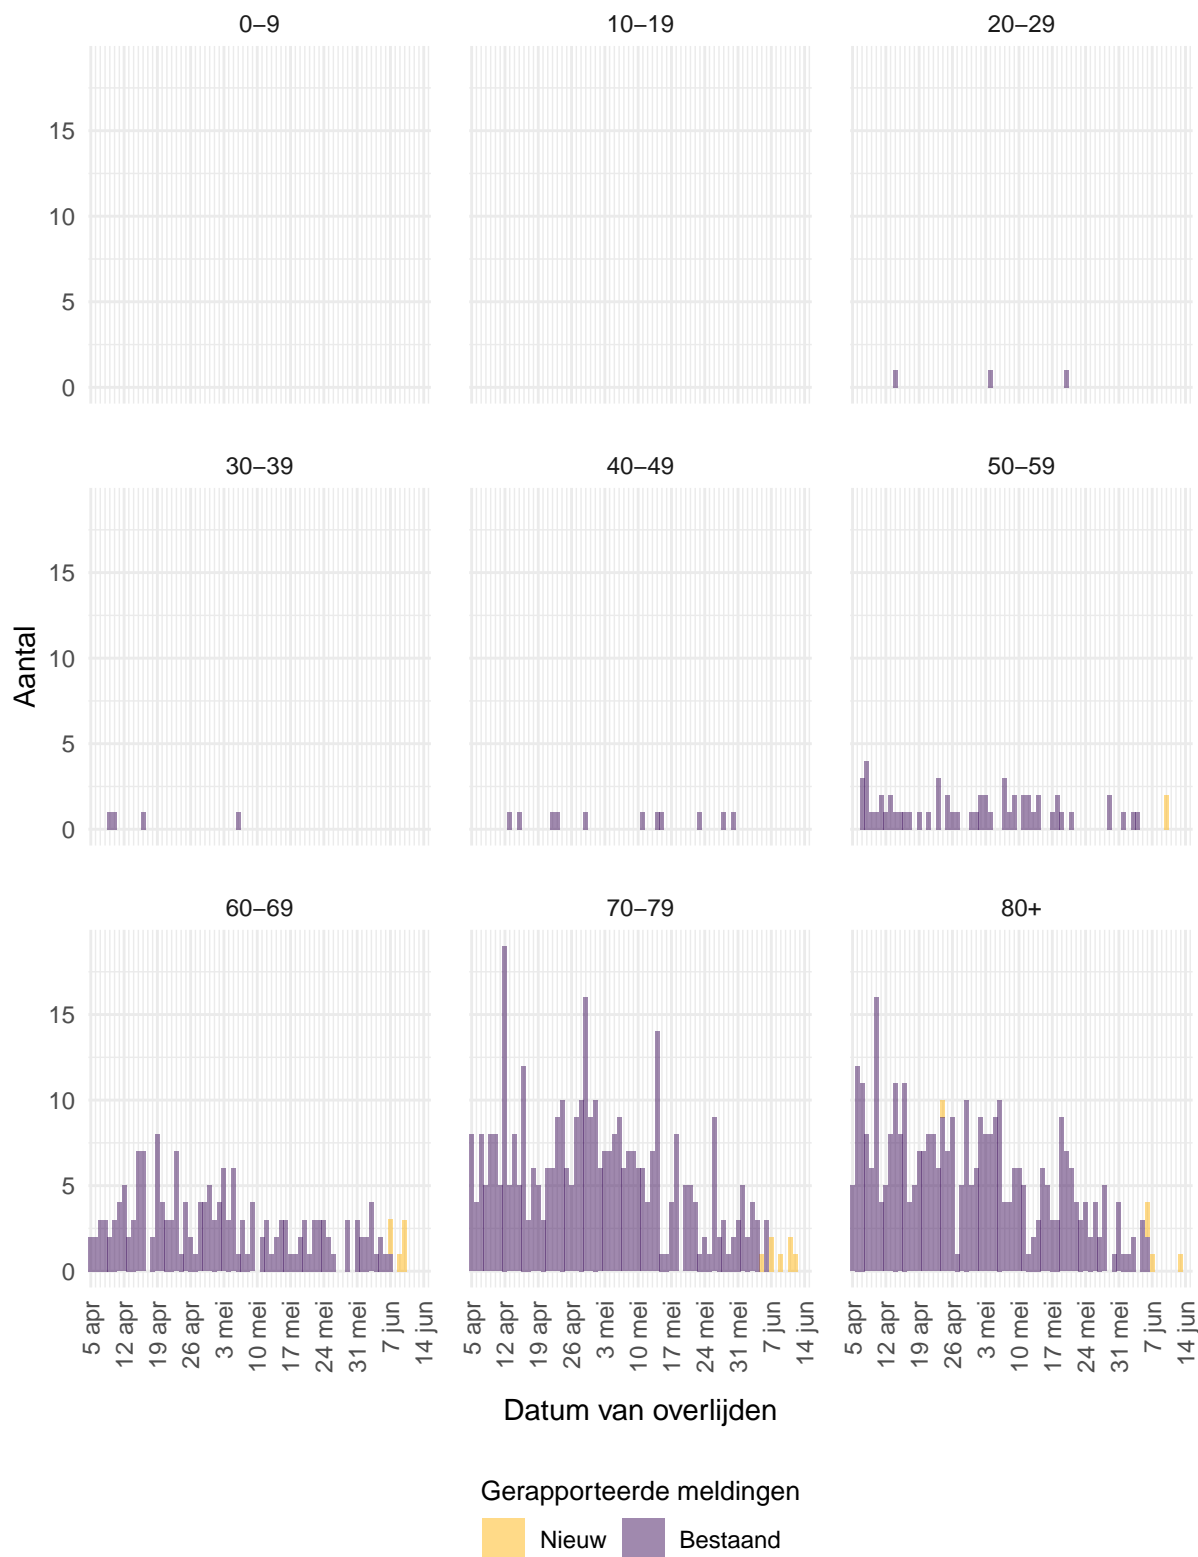 0–9 10–19 20–29
15
10
5
0
30–39 40–49 50–59
15
10
5
0
Aantal
60–69 70–79 80+
15
10
5
0
5 apr 12 apr 19 apr 26 apr 3 mei 10 mei 17 mei 24 mei 31 mei 7 jun 14 jun
5 apr 12 apr 19 apr 26 apr 3 mei 10 mei 17 mei 24 mei 31 mei 7 jun 14 jun
5 apr 12 apr 19 apr 26 apr 3 mei 10 mei 17 mei 24 mei 31 mei 7 jun 14 jun
Datum van overlijden
Gerapporteerde meldingen
Nieuw Bestaand